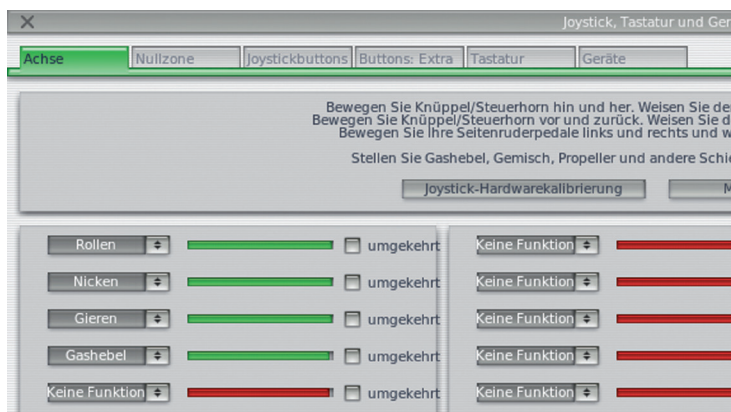 Joystick, Tastatur und Ger
Achse
Nullzone
Joystickbuttons
Buttons: Extra
Tastatur
Geräte
Bewegen Sie Knüppel/Steuerhorn hin und her. Weisen Sie de
Bewegen Sie Knüppel/Steuerhorn vor und zurück. Weisen Sie d
Bewegen Sie Ihre Seitenruderpedale links und rechts und w
Stellen Sie Gashebel, Gemisch, Propeller und andere Schie
Joystick-Hardwarekalibrierung
M
Rollen umgekehrt Keine Funktion
Nicken umgekehrt Keine Funktion
Gieren umgekehrt Keine Funktion
Gashebel umgekehrt Keine Funktion
Keine Funktion umgekehrt Keine Funktion